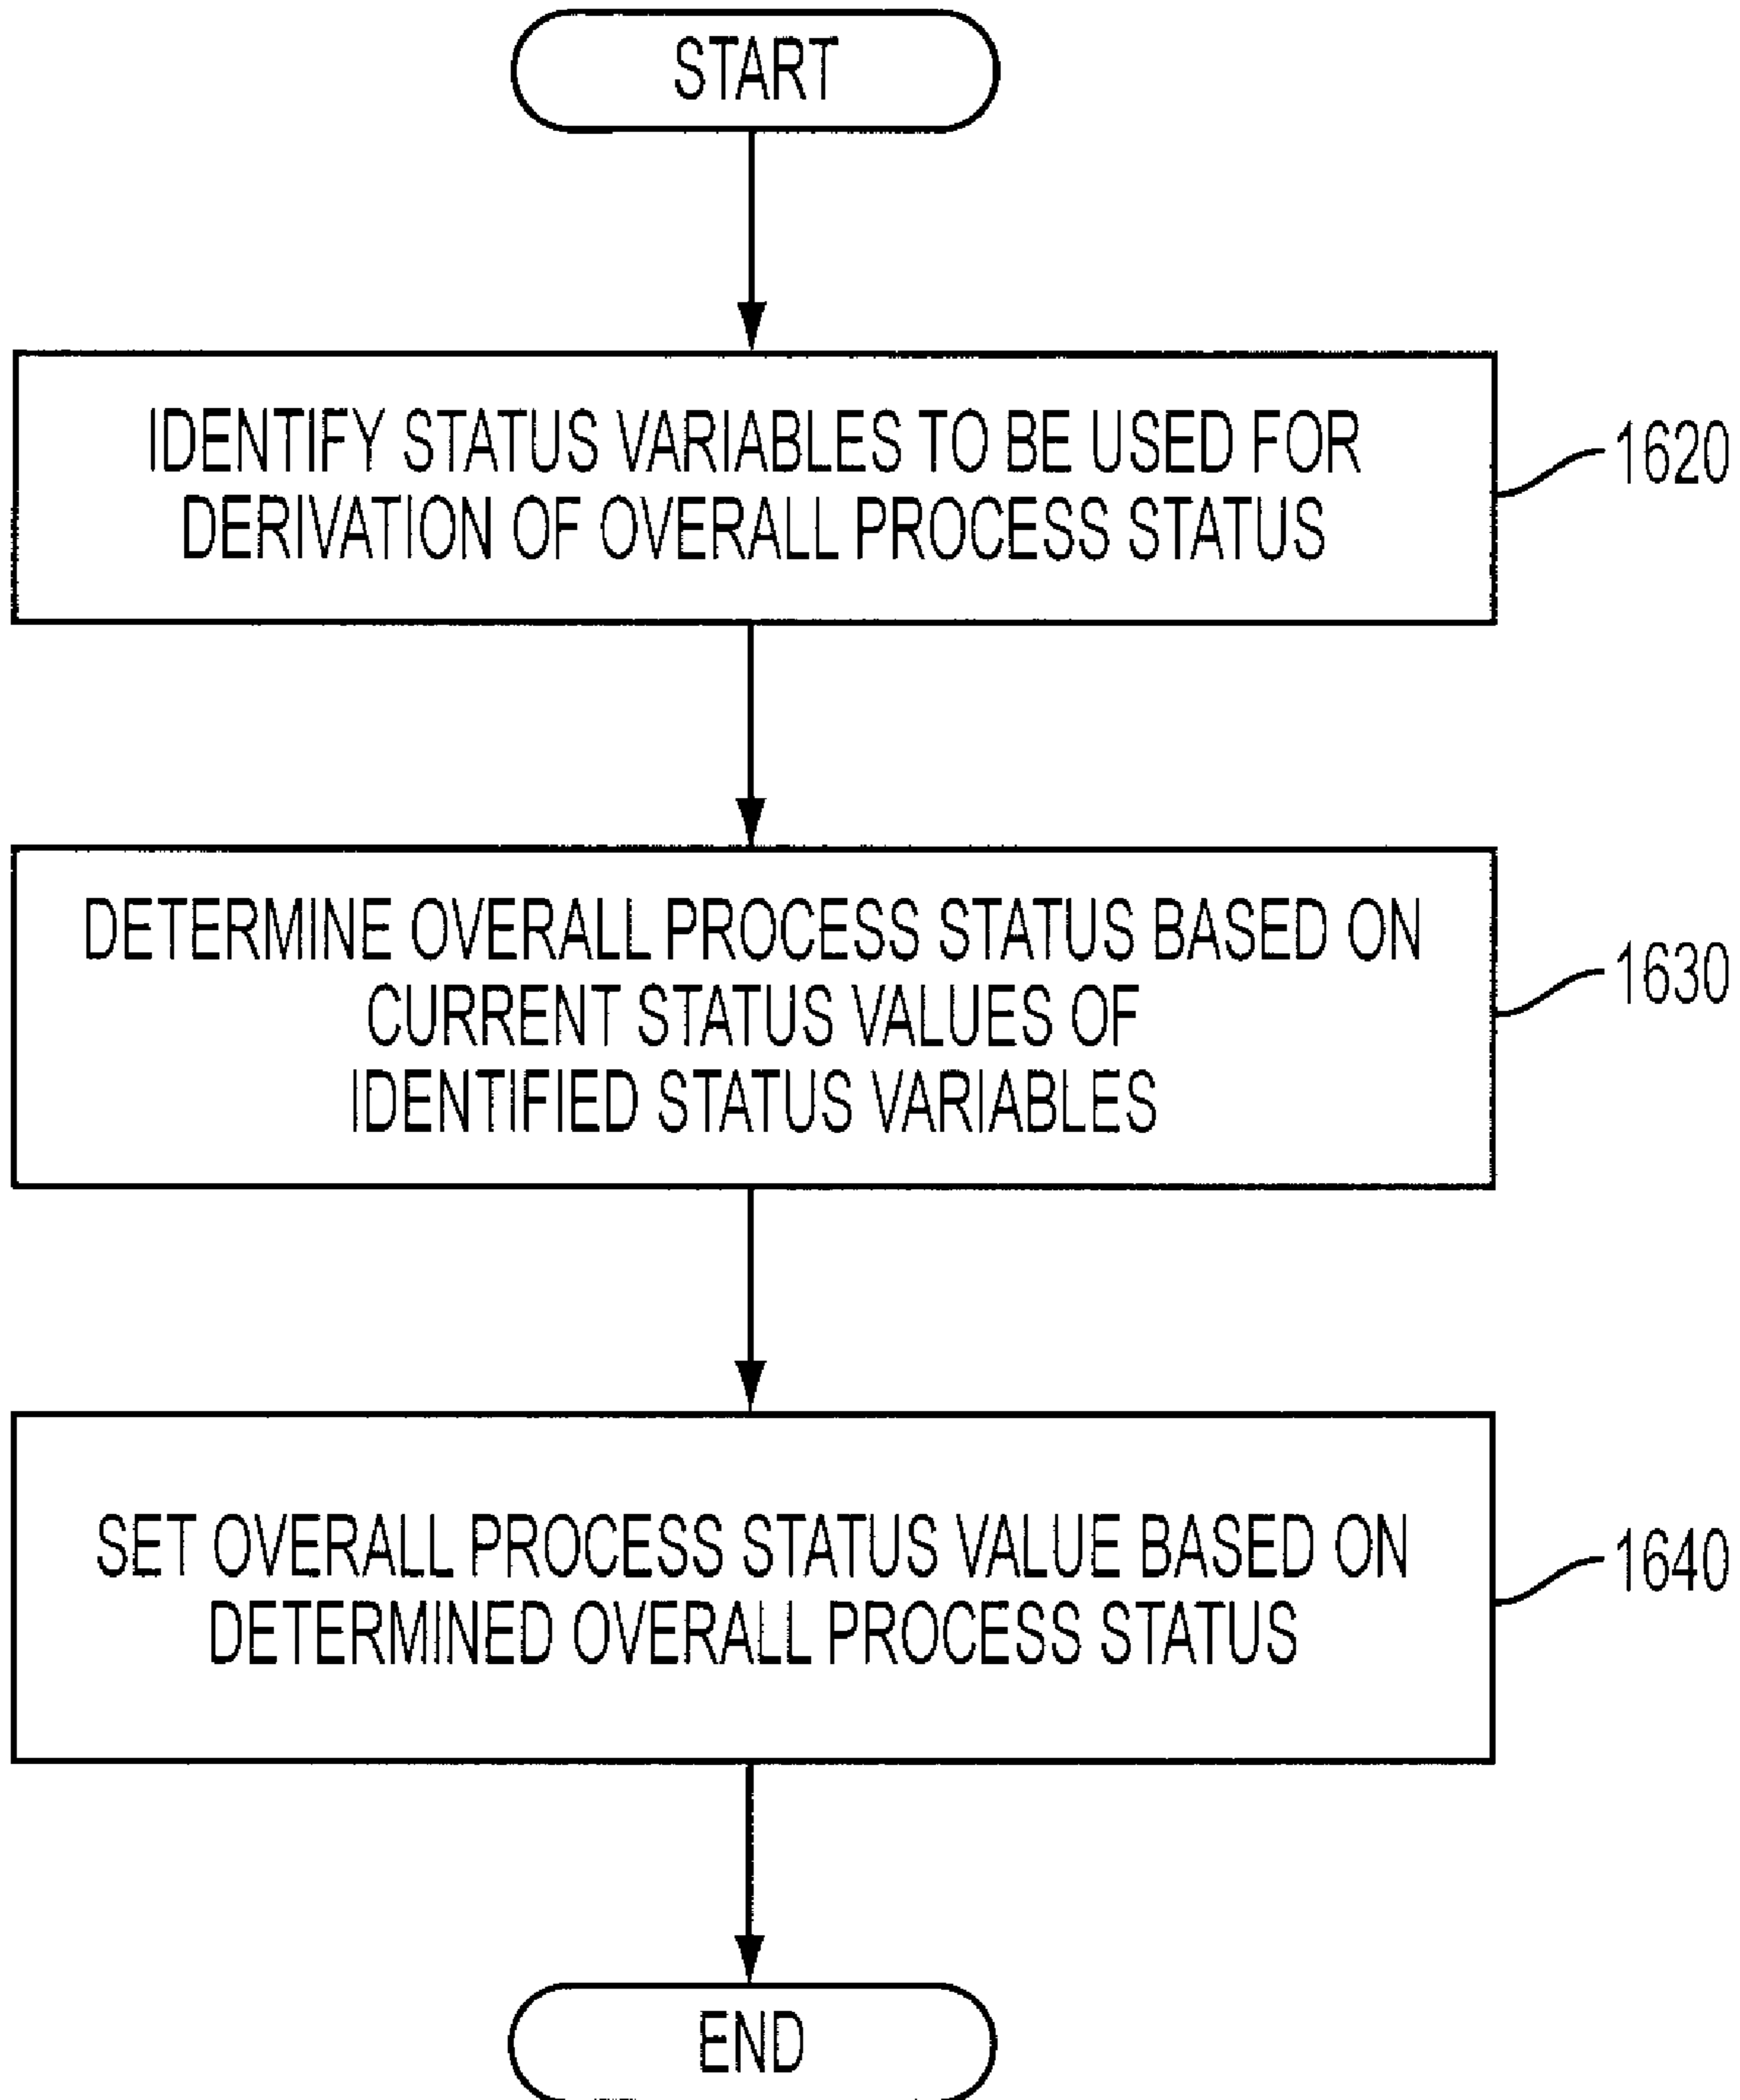 START
IDENTIFY STATUS VARIABLES TO BE USED FOR
DERIVATION OF OVERALL PROCESS STATUS
1620
DETERMINE OVERALL PROCESS STATUS BASED ON
CURRENT STATUS VALUES OF
IDENTIFIED STATUS VARIABLES
1630
SET OVERALL PROCESS STATUS VALUE BASED ON
DETERMINED OVERALL PROCESS STATUS
1640
END